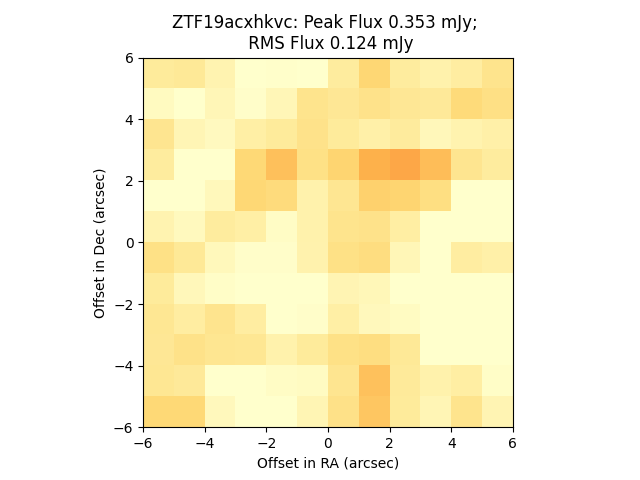 ZTF19acxhkvc: Peak Flux 0.353 mJy;
RMS Flux 0.124 mJy
6
4
2
0
−2
−4
−6
Offset in Dec (arcsec)
−6 −4 −2 0 2 4 6
Offset in RA (arcsec)